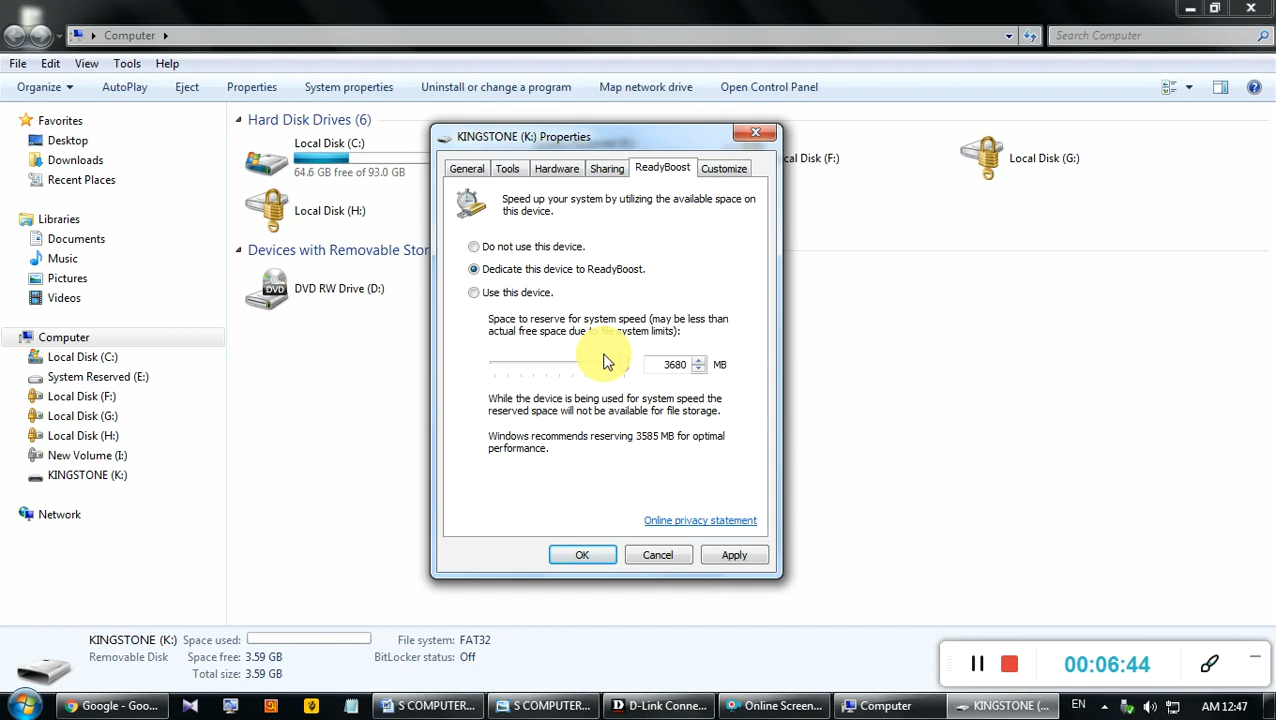 Computer
Search Computer
File Edit View Tools Help
Organize AutoPlay Eject Properties System properties Uninstall or change a program Map network drive Open Control Panel
Favorites
Desktop
Downloads
Recent Places
Libraries
Documents
Music
Pictures
Videos
Computer
Local Disk (C:)
System Reserved (E:)
Local Disk (F:)
Local Disk (G:)
Local Disk (H:)
New Volume (I:)
KINGSTONE (K:)
Network
Hard Disk Drives (6)
Local Disk (C:)
64.6 GB free of 93.0 GB
cal Disk (F:)
Local Disk (G:)
Local Disk (H:)
Devices with Removable Stor
DVD
DVD RW Drive (D:)
KINGSTONE (K:) Properties
General Tools Hardware Sharing ReadyBoost Customize
Speed up your system by utilizing the available space on
this device.
Do not use this device.
Dedicate this device to ReadyBoost.
Use this device.
Space to reserve for system speed (may be less than
actual free space due to file system limits):
3680 MB
While the device is being used for system speed the
reserved space will not be available for file storage.
Windows recommends reserving 3585 MB for optimal
performance.
Online privacy statement
OK Cancel Apply
KINGSTONE (K:) Space used: File system: FAT32
Removable Disk Space free: 3.59 GB BitLocker status: Off
Total size: 3.59 GB
00:06:44
Google - Goo... S COMPUTER... S COMPUTER... D-Link Conne... Online Screen... Computer KINGSTONE (... EN AM 12:47